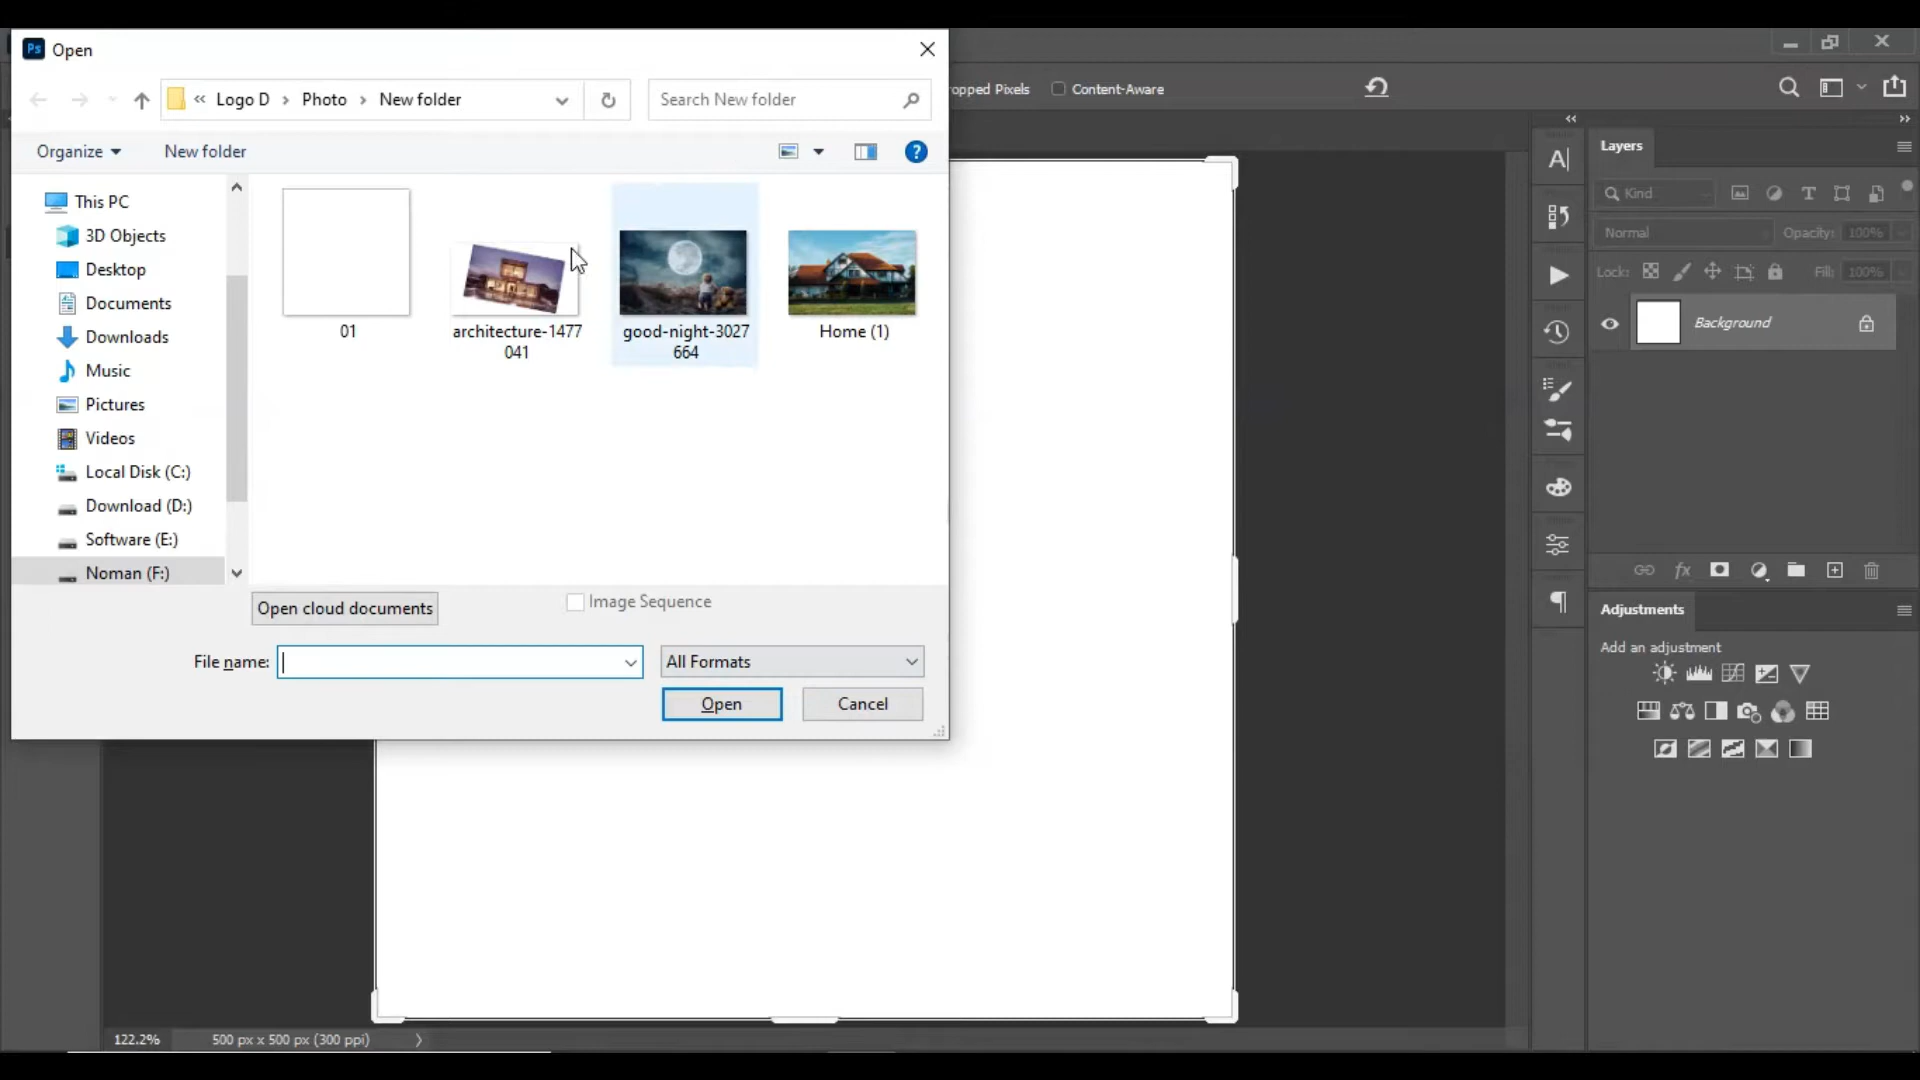 Ps Open
« Logo D > Photo > New folder
Search New folder
Organize
New folder
?
This PC
3D Objects
Desktop
Documents
Downloads
Music
Pictures
Videos
Local Disk (C:)
Download (D:)
Software (E:)
Noman (F:)
01
architecture-1477
041
good-night-3027
664
Home (1)
Open cloud documents
Image Sequence
File name:
All Formats
Open
Cancel
opped Pixels
Content-Aware
Layers
Kind
Normal
Opacity: 100%
Lock:
Fill: 100%
Background
fx
Adjustments
Add an adjustment
122.2%
500 px x 500 px (300 ppi)